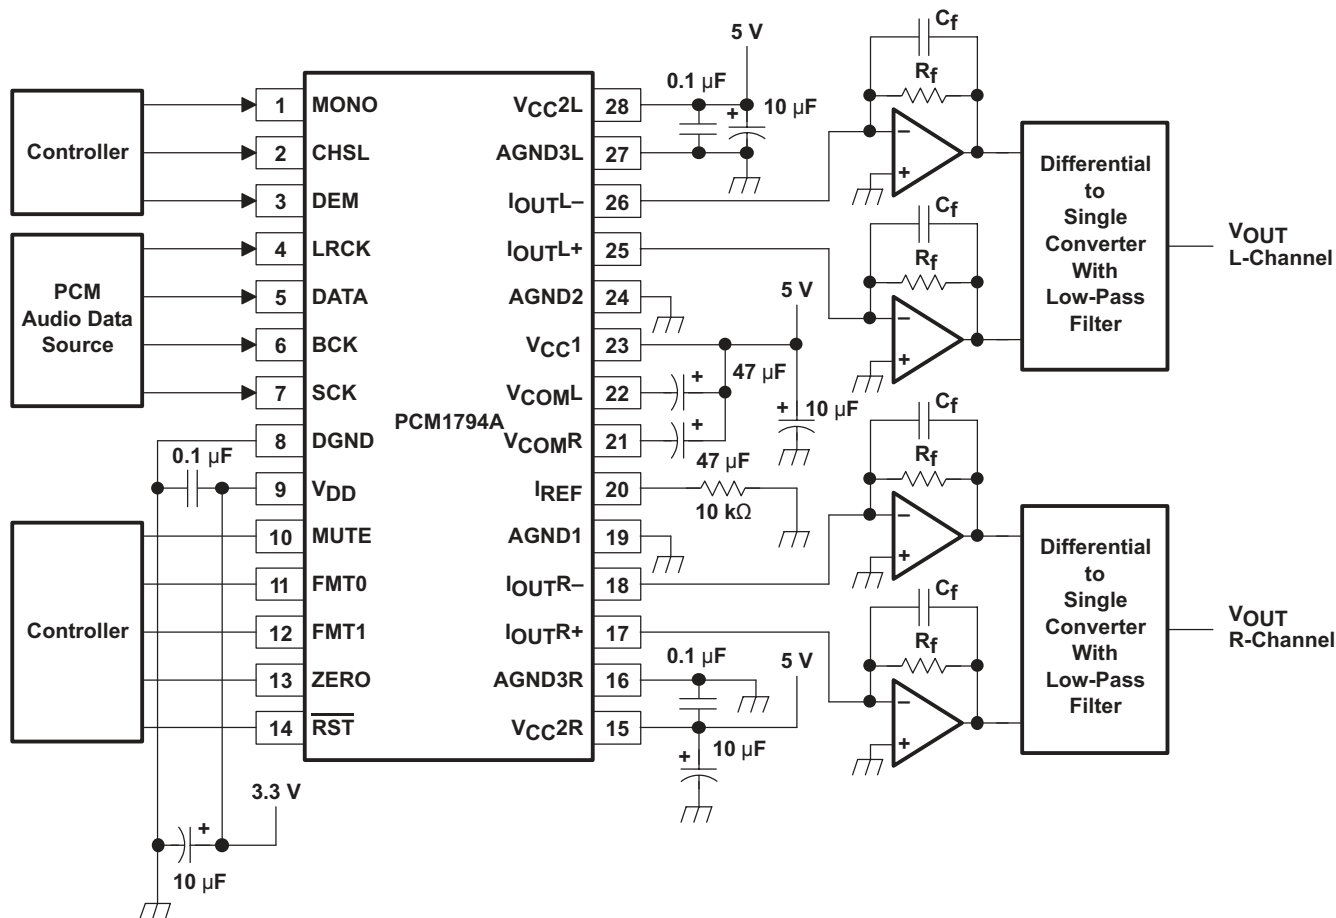 Controller
PCM
Audio Data
Source
Controller
0.1 µF
3.3 V
+
10 µF
1 MONO
2 CHSL
3 DEM
4 LRCK
5 DATA
6 BCK
7 SCK
8 DGND
9 VDD
10 MUTE
11 FMT0
12 FMT1
13 ZERO
14 RST
PCM1794A
VCC2L 28
AGND3L 27
IOUTL– 26
IOUTL+ 25
AGND2 24
VCC1 23
VCOML 22
VCOMR 21
IREF 20
AGND1 19
IOUTR– 18
IOUTR+ 17
AGND3R 16
VCC2R 15
5 V
0.1 µF
+
10 µF
5 V
47 µF
+
+
47 µF
+
10 µF
10 kΩ
0.1 µF
5 V
10 µF
+
Cf
Rf
–
+
Cf
Rf
–
+
Differential
to
Single
Converter
With
Low-Pass
Filter
VOUT
L-Channel
Cf
Rf
–
+
Cf
Rf
–
+
Differential
to
Single
Converter
With
Low-Pass
Filter
VOUT
R-Channel